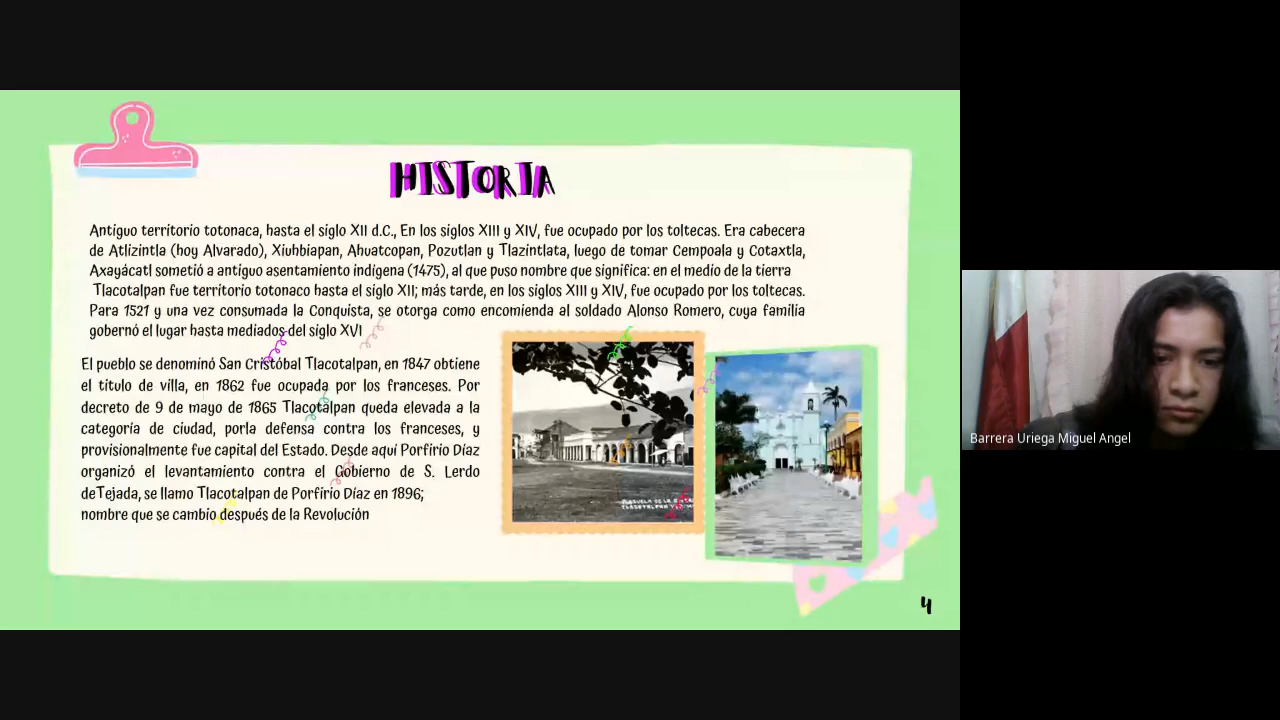 HISTORIA
Antiguo territorio totonaca, hasta el siglo XII d.C., En los siglos XIII y XIV, fue ocupado por los toltecas. Era cabecera
de Atlizintla (hoy Alvarado), Xiuhbiapan, Ahuatcopan, Pozutlan y Tlazintlata, luego de tomar Cempoala y Cotaxtla,
Axayácatl sometió a antiguo asentamiento indígena (1475), al que puso nombre que significa: en el medio de la tierra
Tlacotalpan fue territorio totonaco hasta el siglo XII; más tarde, en los siglos XIII y XIV, fue ocupado por los toltecas.
Para 1521 y una vez consumada la Conquista, se otorga como encomienda al soldado Alonso Romero, cuya familia
gobernó el lugar hasta mediados del siglo XVI
El pueblo se denominó San Cristóbal Tlacotalpan, en 1847 obtiene
el título de villa, en 1862 fue ocupada por los franceses. Por
decreto de 9 de mayo de 1865 Tlacotalpan queda elevada a la
categoría de ciudad, porla defensa contra los franceses, y
provisionalmente fue capital del Estado. Desde aquí Porfirio Díaz
organizó el levantamiento contra el Gobierno de S. Lerdo
deTejada, se llamo Tlacotalpan de Porfirio Díaz en 1896;
nombre que se cambio después de la Revolución
PLAZUELA DE LA
TLACOTALPAN
4
Barrera Uriega Miguel Angel